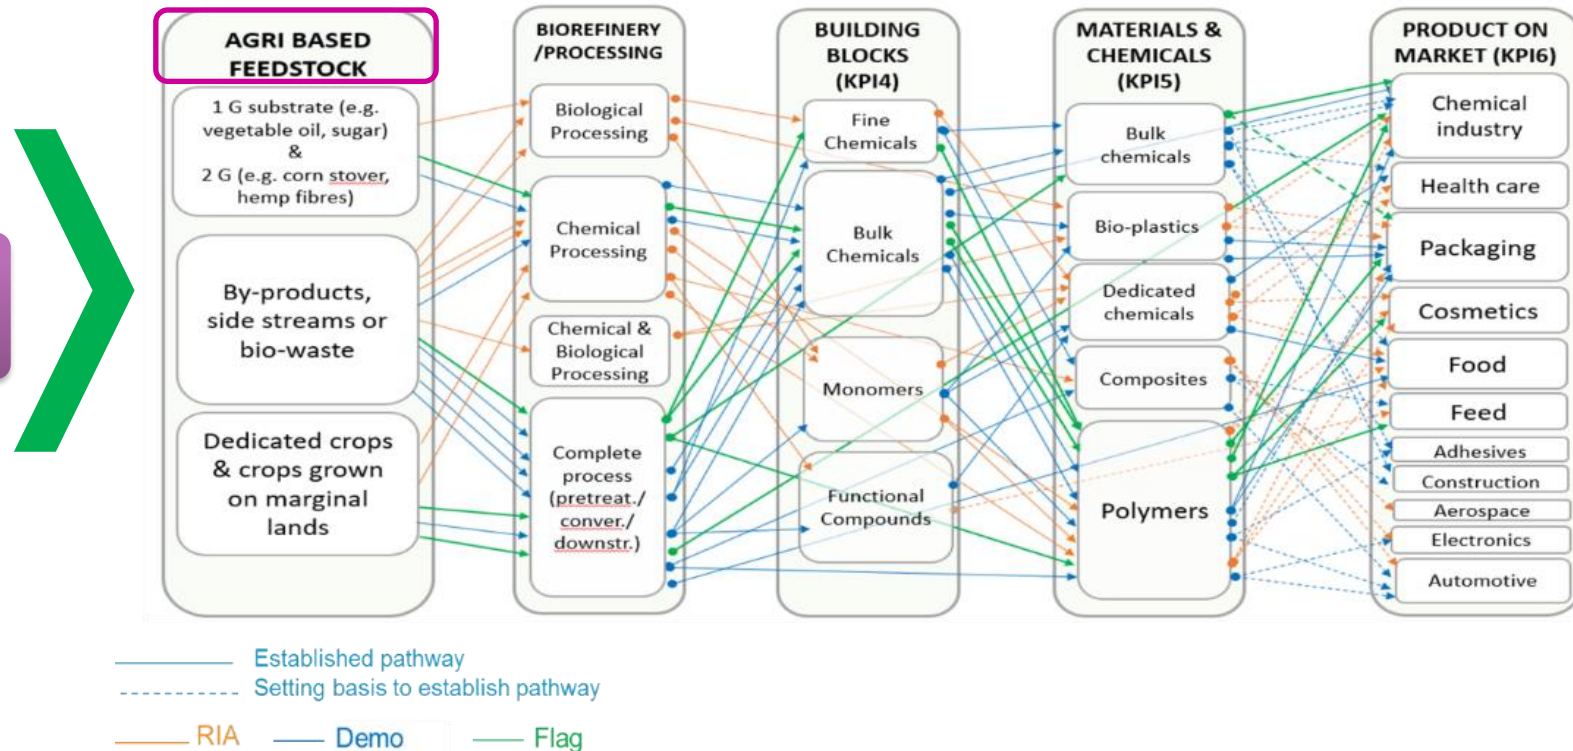 AGRI BASED
FEEDSTOCK
1 G substrate (e.g.
vegetable oil, sugar)
&
2 G (e.g. corn stover,
hemp fibres)
By-products,
side streams or
bio-waste
Dedicated crops
& crops grown
on marginal
lands
BIOREFINERY
/PROCESSING
Biological
Processing
Chemical
Processing
Chemical &
Biological
Processing
Complete
process
(pretreat./
conver./
downstr.)
BUILDING
BLOCKS
(KPI4)
Fine
Chemicals
Bulk
Chemicals
Monomers
Functional
Compounds
MATERIALS &
CHEMICALS
(KPI5)
Bulk
chemicals
Bio-plastics
Dedicated
chemicals
Composites
Polymers
PRODUCT ON
MARKET (KPI6)
Chemical
industry
Health care
Packaging
Cosmetics
Food
Feed
Adhesives
Construction
Aerospace
Electronics
Automotive
Established pathway
Setting basis to establish pathway
RIA Demo Flag